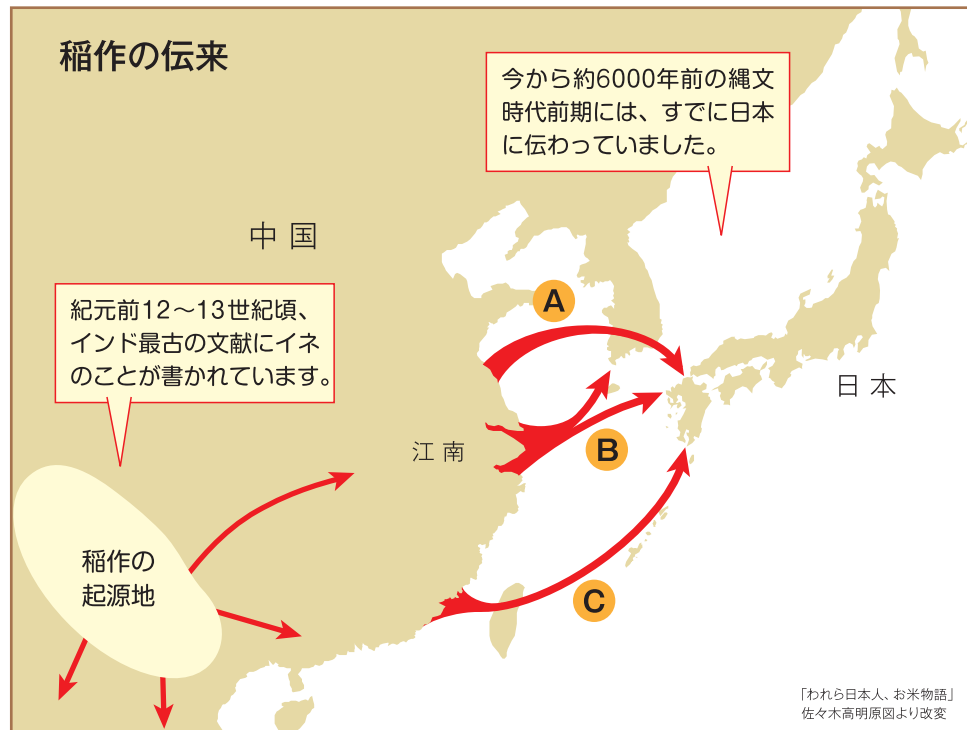 稲作の伝来
今から約6000年前の縄文
時代前期には、すでに日本
に伝わっていました。
中国
紀元前12〜13世紀頃、
インド最古の文献にイネ
のことが書かれています。
A
日本
江南
B
稲作の
起源地
C
「われら日本人、お米物語」
佐々木高明原図より改変